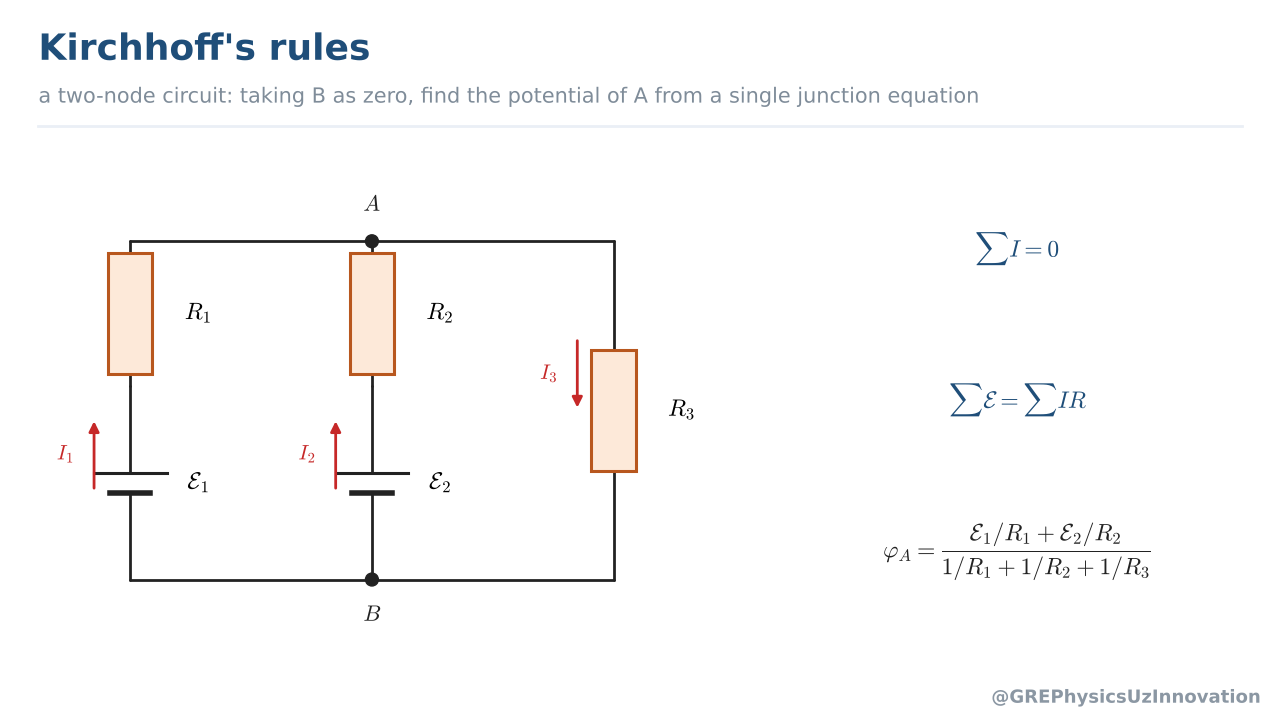 Kirchhoff's rules
a two-node circuit: taking B as zero, find the potential of A from a single junction equation
A
R₁
R₂
I₃
R₃
I₁
ℰ₁
I₂
ℰ₂
B
∑I = 0
∑ℰ = ∑IR
φ_A = (ℰ₁/R₁ + ℰ₂/R₂) / (1/R₁ + 1/R₂ + 1/R₃)
@GREPhysicsUzInnovation